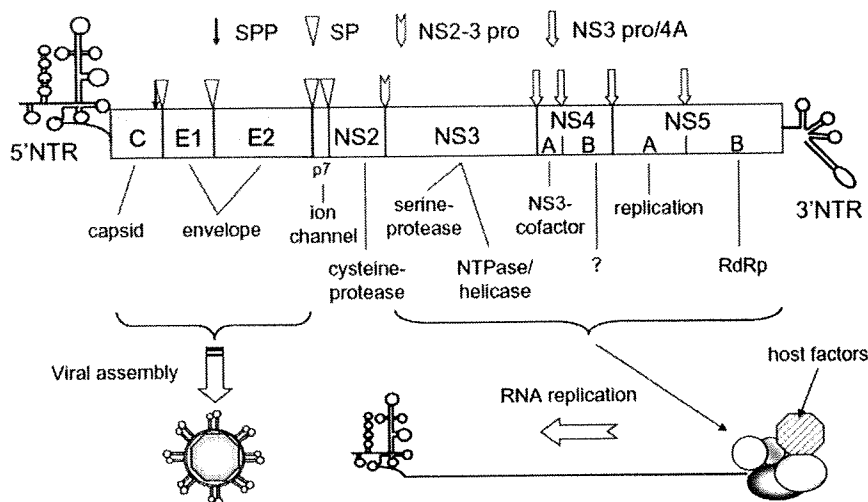 SPP SP NS2-3 pro NS3 pro/4A
5'NTR
C E1 E2 NS2 NS3 NS4 NS5
A B A B
p7
3'NTR
capsid
envelope
ion
channel
cysteine-
protease
serine-
protease
NTPase/
helicase
NS3-
cofactor
?
replication
RdRp
Viral assembly
RNA replication
host factors